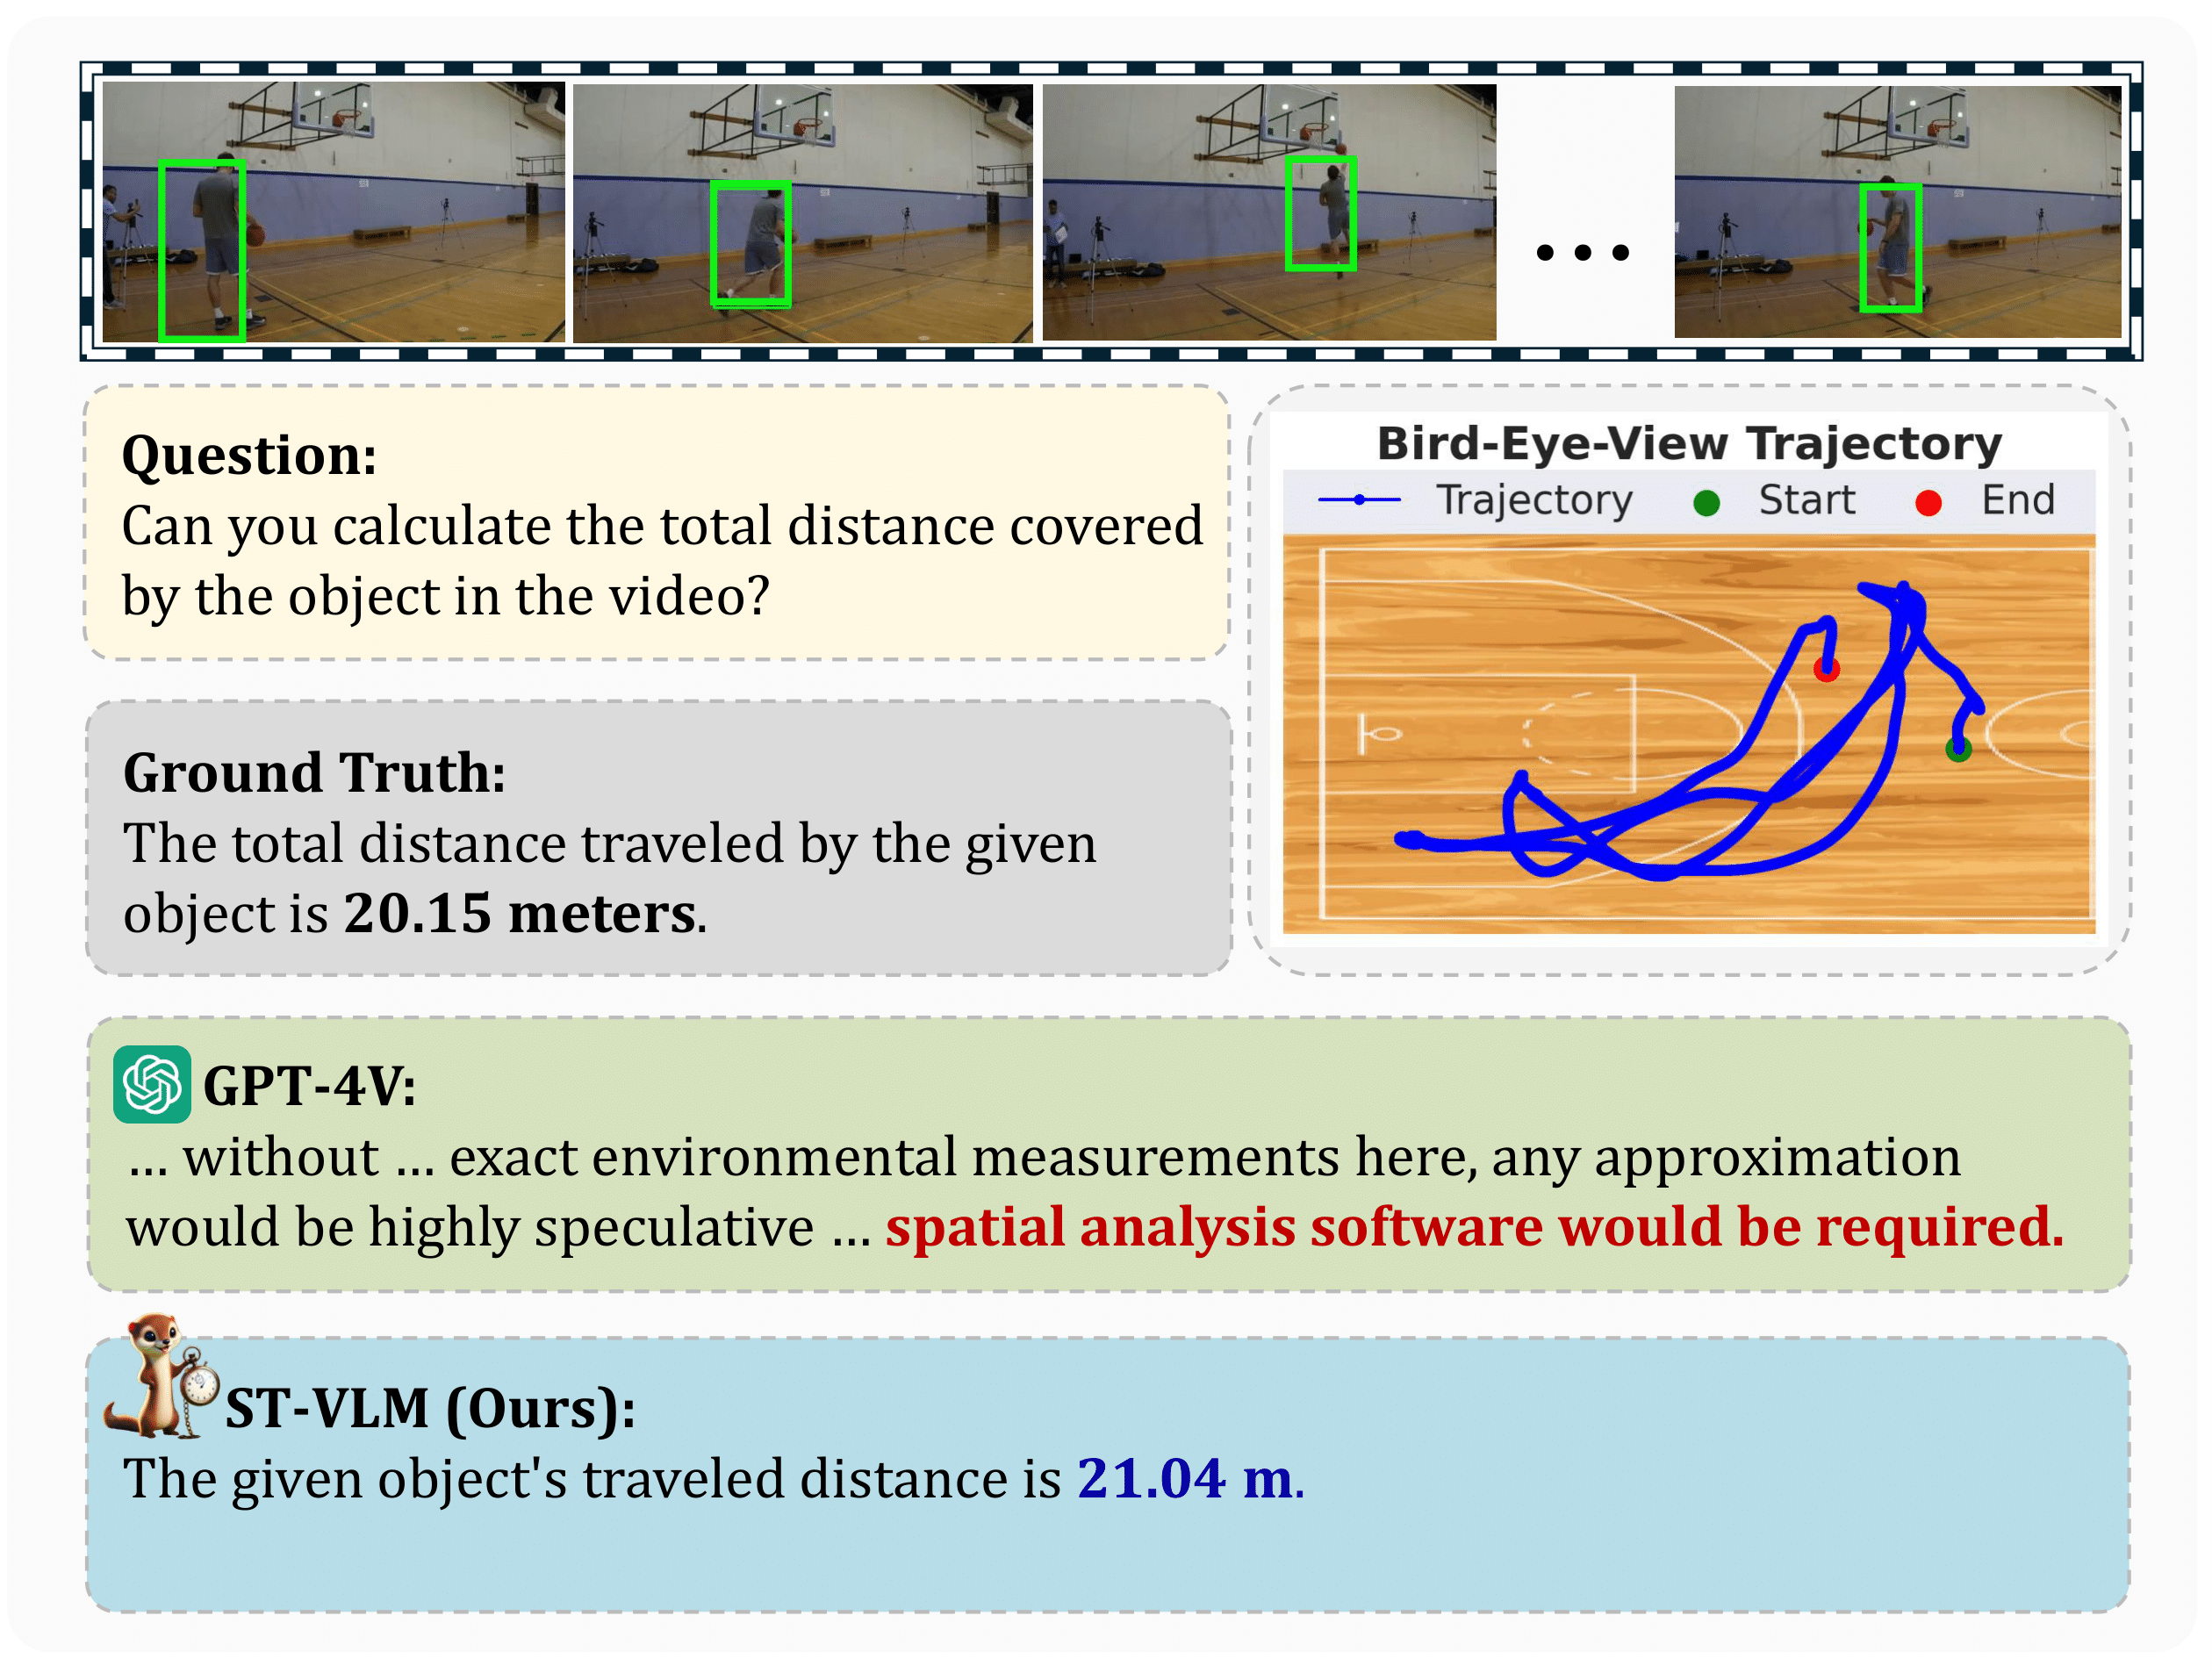 Question:
Can you calculate the total distance covered
by the object in the video?
Bird-Eye-View Trajectory
Trajectory Start End
Ground Truth:
The total distance traveled by the given
object is 20.15 meters.
GPT-4V:
... without ... exact environmental measurements here, any approximation
would be highly speculative ... spatial analysis software would be required.
ST-VLM (Ours):
The given object's traveled distance is 21.04 m.